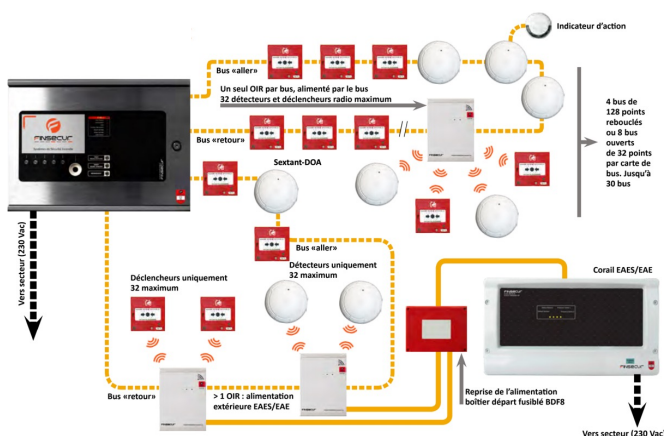 Indicateur d'action
Bus «aller»
Un seul OIR par bus, alimenté par le bus
32 détecteurs et déclencheurs radio maximum
4 bus de
128 points
rebouclés
ou 8 bus
ouverts
de 32 points
par carte de
bus. Jusqu'à
30 bus
FINSECUR
Bus «retour»
Sextant-DOA
Bus «aller»
Vers secteur (230 Vac)
Déclencheurs uniquement
32 maximum
Détecteurs uniquement
32 maximum
Corail EAES/EAE
FINSECUR
Bus «retour»
> 1 OIR : alimentation
extérieure EAES/EAE
Reprise de l'alimentation
boîtier départ fusiblé BDF8
Vers secteur (230 Vac)